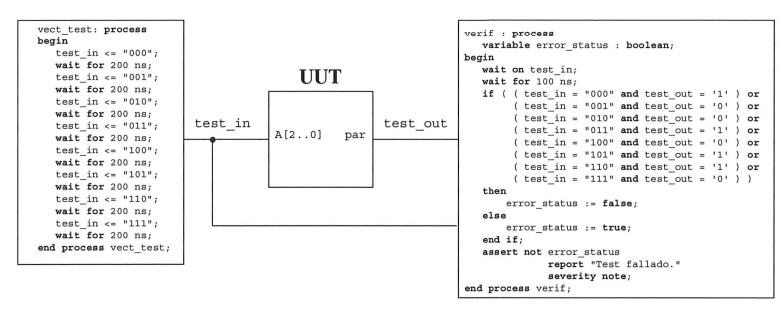 vect_test: process
begin
test_in <= "000";
wait for 200 ns;
test_in <= "001";
wait for 200 ns;
test_in <= "010";
wait for 200 ns;
test_in <= "011";
wait for 200 ns;
test_in <= "100";
wait for 200 ns;
test_in <= "101";
wait for 200 ns;
test_in <= "110";
wait for 200 ns;
test_in <= "111";
wait for 200 ns;
end process vect_test;
UUT
test_in
A[2..0] par
test_out
verif : process
variable error_status : boolean;
begin
wait on test_in;
wait for 100 ns;
if ( ( test_in = "000" and test_out = '1' ) or
( test_in = "001" and test_out = '0' ) or
( test_in = "010" and test_out = '0' ) or
( test_in = "011" and test_out = '1' ) or
( test_in = "100" and test_out = '0' ) or
( test_in = "101" and test_out = '1' ) or
( test_in = "110" and test_out = '1' ) or
( test_in = "111" and test_out = '0' ) )
then
error_status := false;
else
error_status := true;
end if;
assert not error_status
report "Test fallado."
severity note;
end process verif;